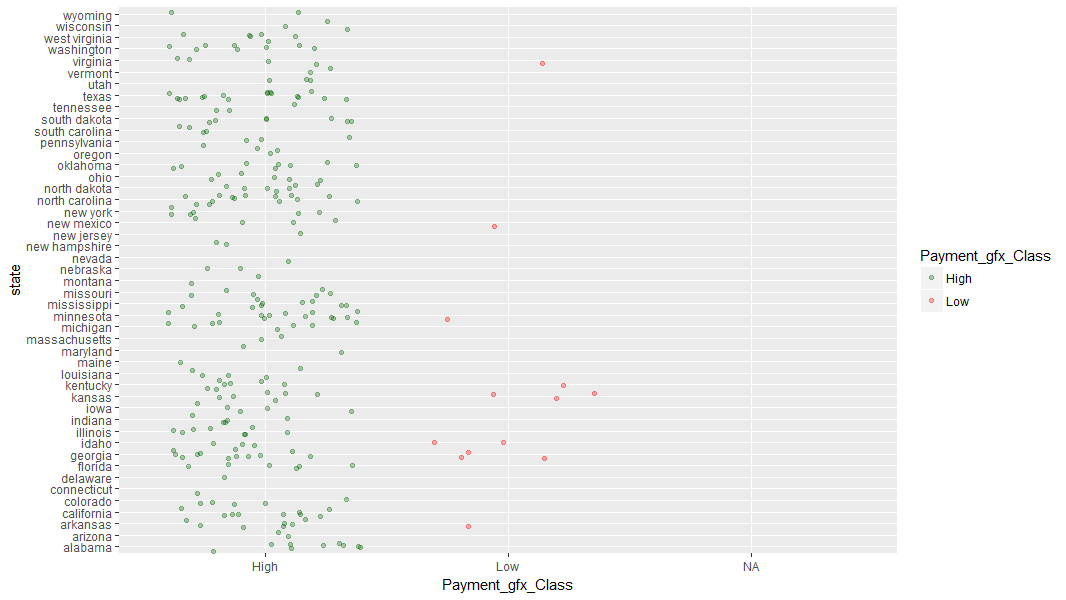 wyoming
wisconsin
west virginia
washington
virginia
vermont
utah
texas
tennessee
south dakota
south carolina
pennsylvania
oregon
oklahoma
ohio
north dakota
north carolina
new york
new mexico
new jersey
new hampshire
nevada
nebraska
montana
missouri
mississippi
minnesota
michigan
massachusetts
maryland
maine
louisiana
kentucky
kansas
iowa
indiana
illinois
idaho
georgia
florida
delaware
connecticut
colorado
california
arkansas
arizona
alabama
state
High Low NA
Payment_gfx_Class
Payment_gfx_Class
High
Low